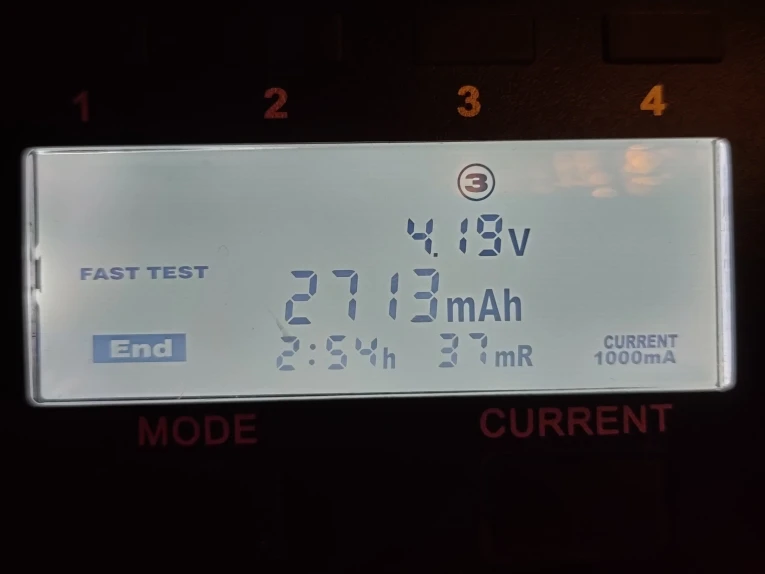 1 2 3 4
3
4.19V
FAST TEST
2713mAh
End
2:54h 37mR
CURRENT
1000mA
MODE CURRENT